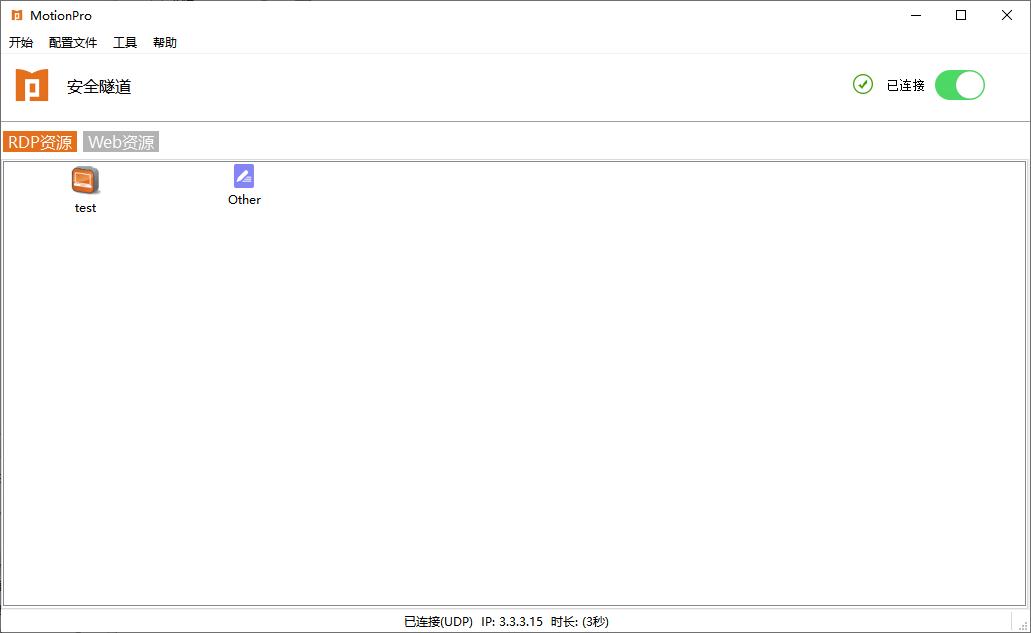 MotionPro
开始 配置文件 工具 帮助
安全隧道 已连接
RDP资源 Web资源
test Other
已连接(UDP) IP: 3.3.3.15 时长: (3秒)